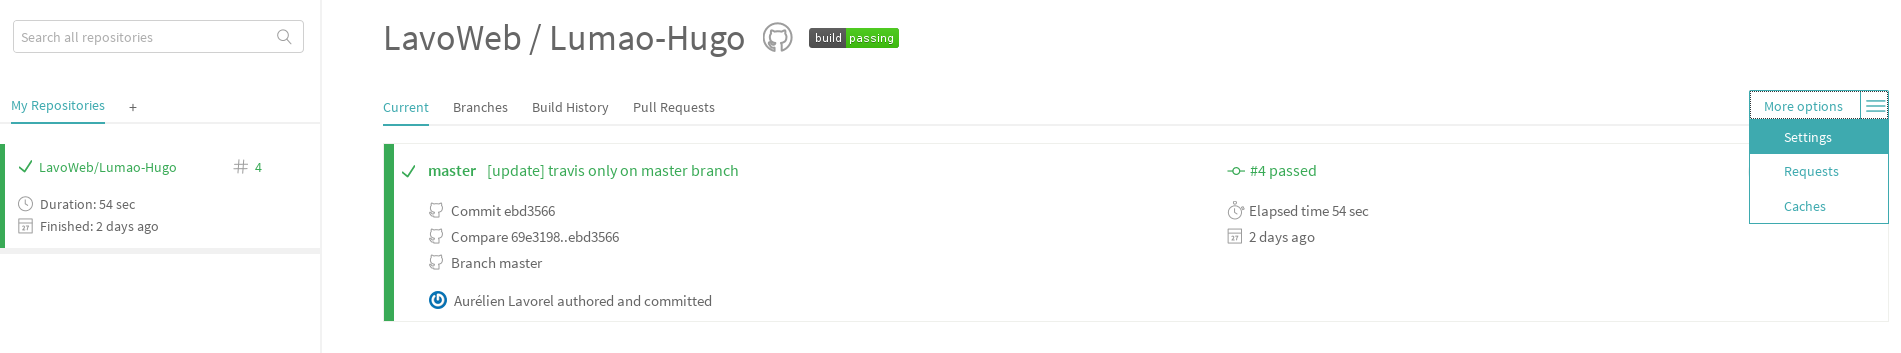 Search all repositories
My Repositories +
LavoWeb/Lumao-Hugo # 4
Duration: 54 sec
Finished: 2 days ago
LavoWeb / Lumao-Hugo build passing
Current Branches Build History Pull Requests
More options
Settings
Requests
Caches
master [update] travis only on master branch
Commit ebd3566
Compare 69e3198..ebd3566
Branch master
Aurélien Lavorel authored and committed
#4 passed
Elapsed time 54 sec
27 2 days ago